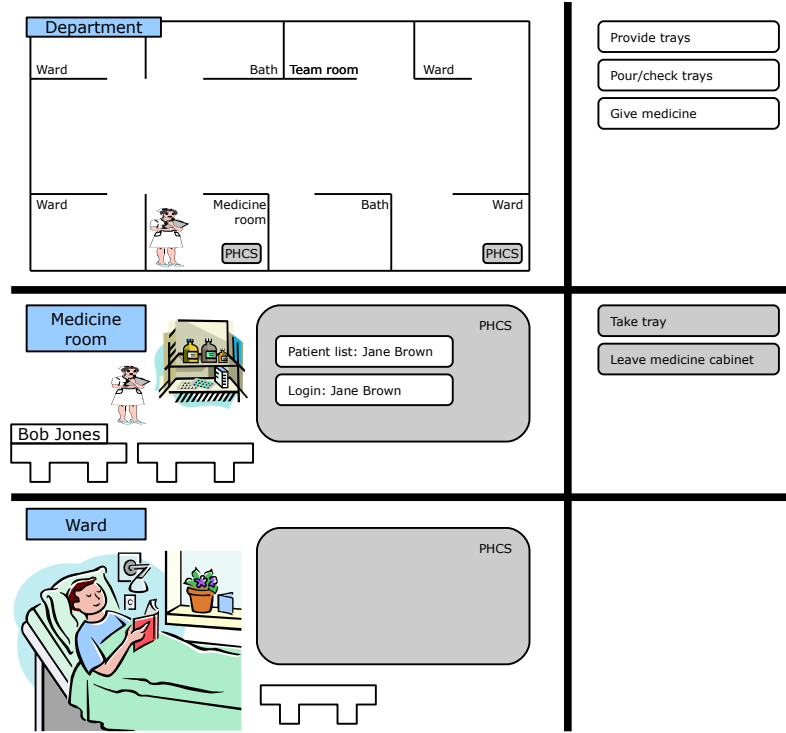 Department
Ward
Bath
Team room
Ward
Ward
Medicine
room
Bath
Ward
PHCS
PHCS
Provide trays
Pour/check trays
Give medicine
Medicine
room
PHCS
Patient list: Jane Brown
Login: Jane Brown
Bob Jones
Take tray
Leave medicine cabinet
Ward
PHCS
C